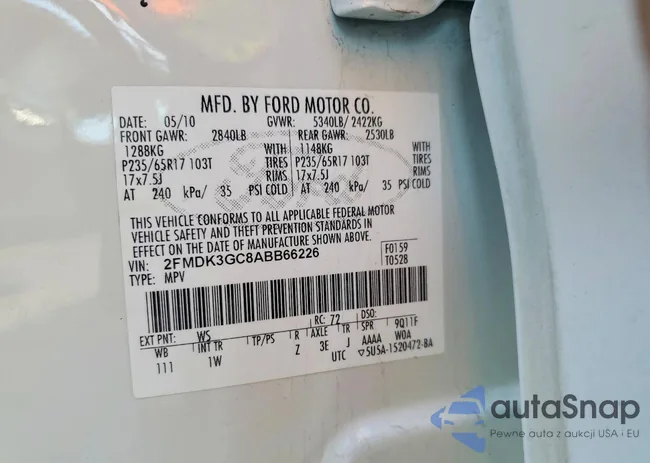 MFD. BY FORD MOTOR CO.
DATE: 05/10 GVWR: 5340LB/ 2422KG
FRONT GAWR: 2840LB REAR GAWR: 2530LB
1288KG WITH 1148KG WITH
P235/65R17 103T TIRES P235/65R17 103T TIRES
17x7.5J RIMS 17x7.5J RIMS
AT 240 kPa/ 35 PSI COLD AT 240 kPa/ 35 PSI COLD
THIS VEHICLE CONFORMS TO ALL APPLICABLE FEDERAL MOTOR
VEHICLE SAFETY AND THEFT PREVENTION STANDARDS IN
EFFECT ON THE DATE OF MANUFACTURE SHOWN ABOVE.
VIN: 2FMDK3GC8ABB66226 F0159
TYPE: MPV T0528
EXT PNT: WS RC: 72 DSO:
WB INT TR TP/PS R AXLE TR SPR 9Q11F
111 1W Z 3E J AAAA WOA
UTC ▽5U5A-1520472-BA
autaSnap
Pewne auta z aukcji USA i EU